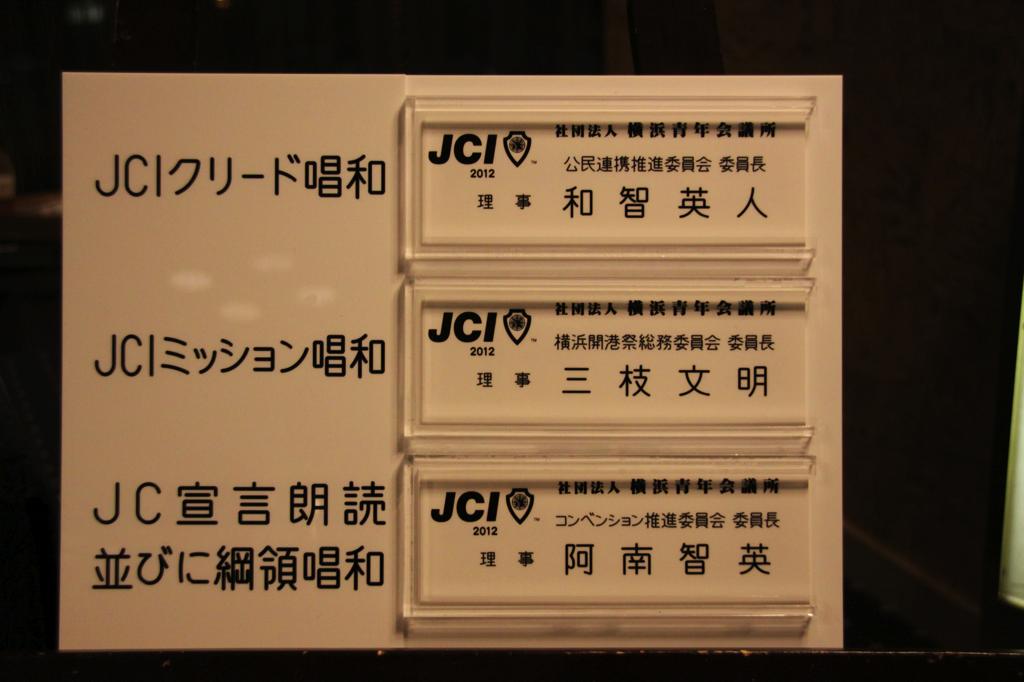 JCIクリード唱和
JCI 2012 TM
社団法人 横浜青年会議所
公民連携推進委員会 委員長
理事 和智英人
JCIミッション唱和
JCI 2012 TM
社団法人 横浜青年会議所
横浜開港祭総務委員会 委員長
理事 三枝文明
JC宣言朗読
並びに綱領唱和
JCI 2012 TM
社団法人 横浜青年会議所
コンベンション推進委員会 委員長
理事 阿南智英